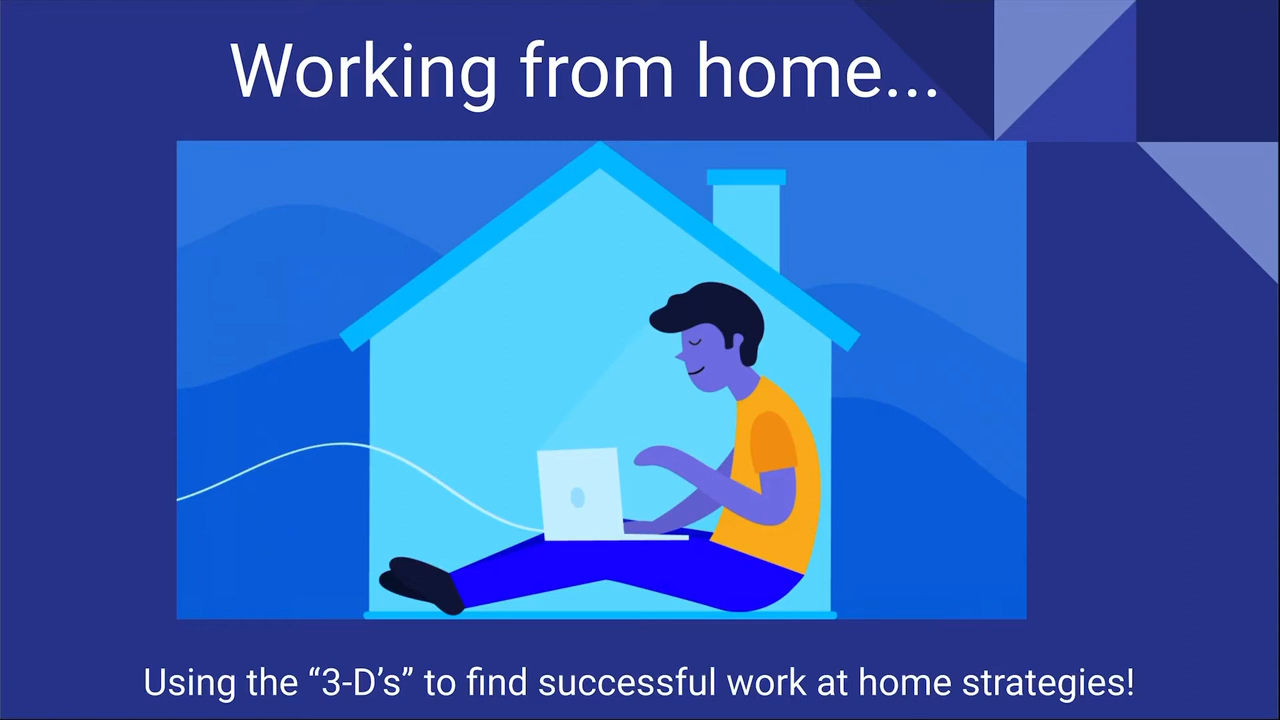 Working from home...
Using the “3-D’s” to find successful work at home strategies!